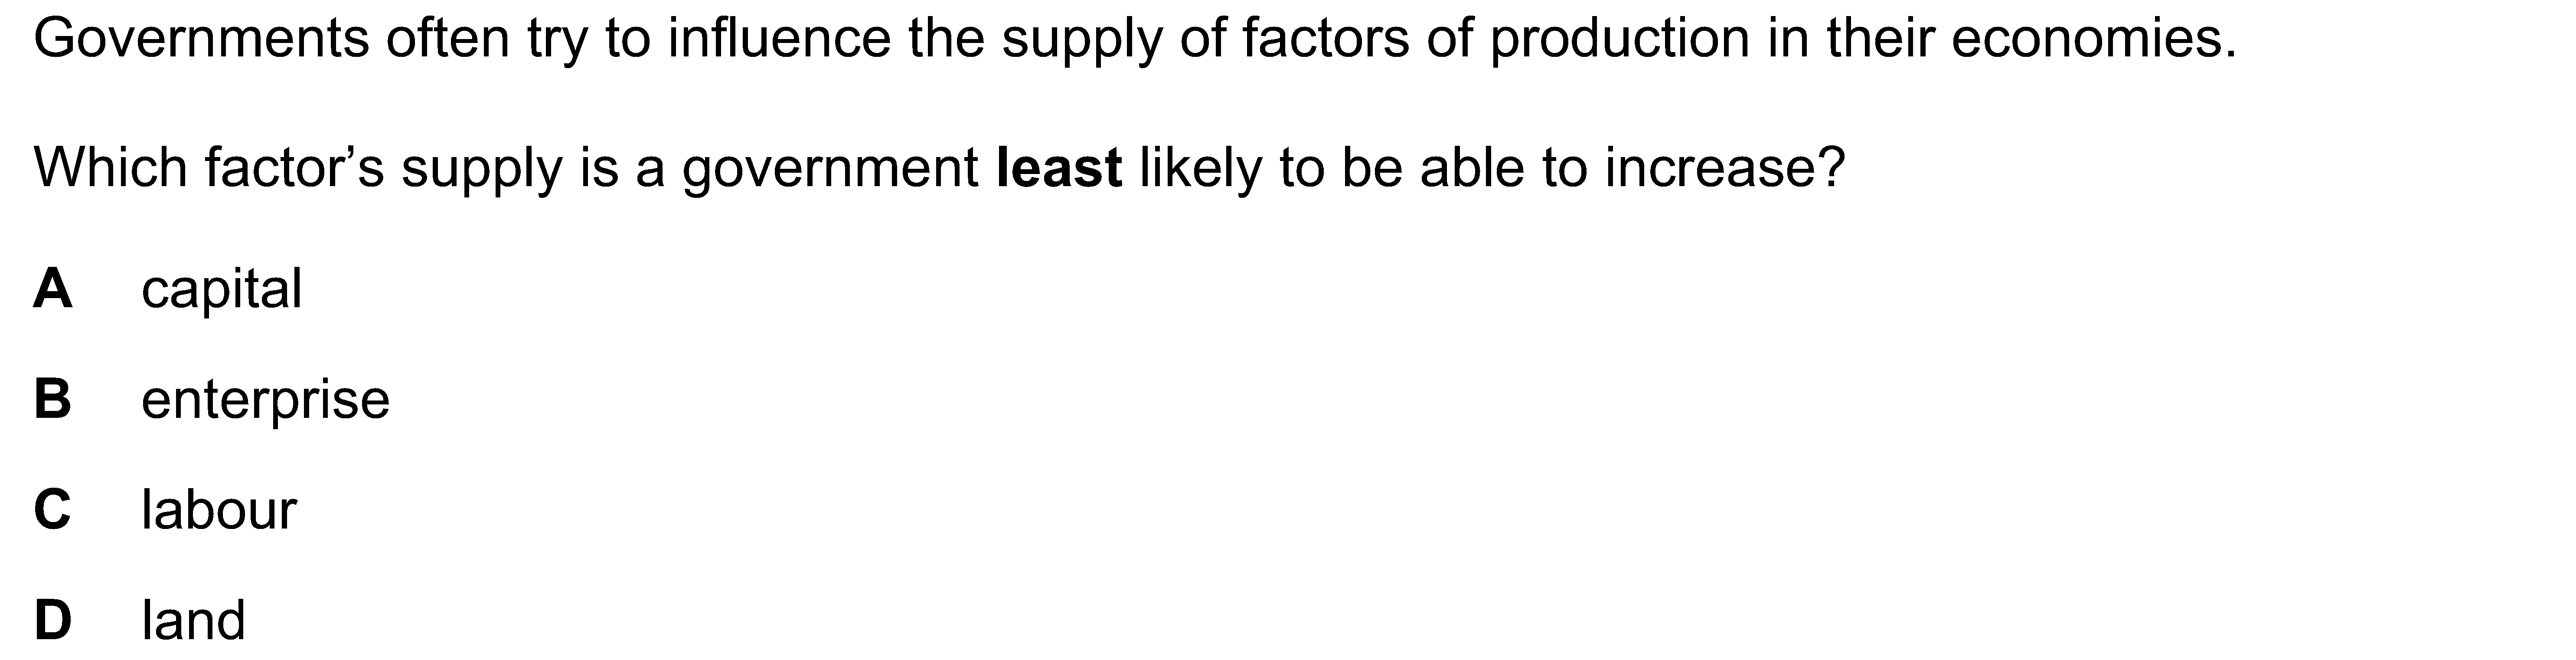 Governments often try to influence the supply of factors of production in their economies.
Which factor’s supply is a government least likely to be able to increase?
A capital
B enterprise
C labour
D land